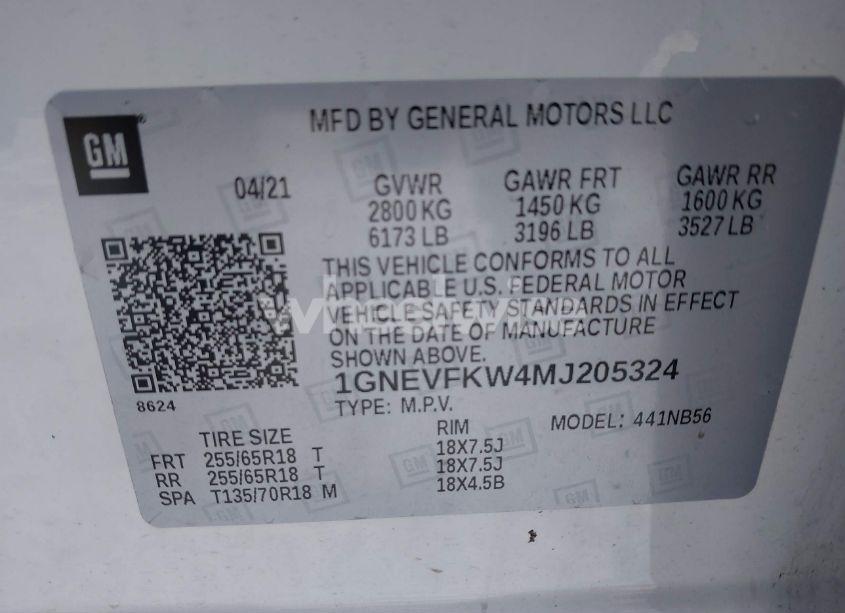 GM
MFD BY GENERAL MOTORS LLC
04/21 GVWR GAWR FRT GAWR RR
2800 KG 1450 KG 1600 KG
6173 LB 3196 LB 3527 LB
THIS VEHICLE CONFORMS TO ALL
APPLICABLE U.S. FEDERAL MOTOR
VEHICLE SAFETY STANDARDS IN EFFECT
ON THE DATE OF MANUFACTURE
SHOWN ABOVE.
1GNEVFKW4MJ205324
8624
TYPE: M.P.V. MODEL: 441NB56
TIRE SIZE RIM
FRT 255/65R18 T 18X7.5J
RR 255/65R18 T 18X7.5J
SPA T135/70R18 M 18X4.5B